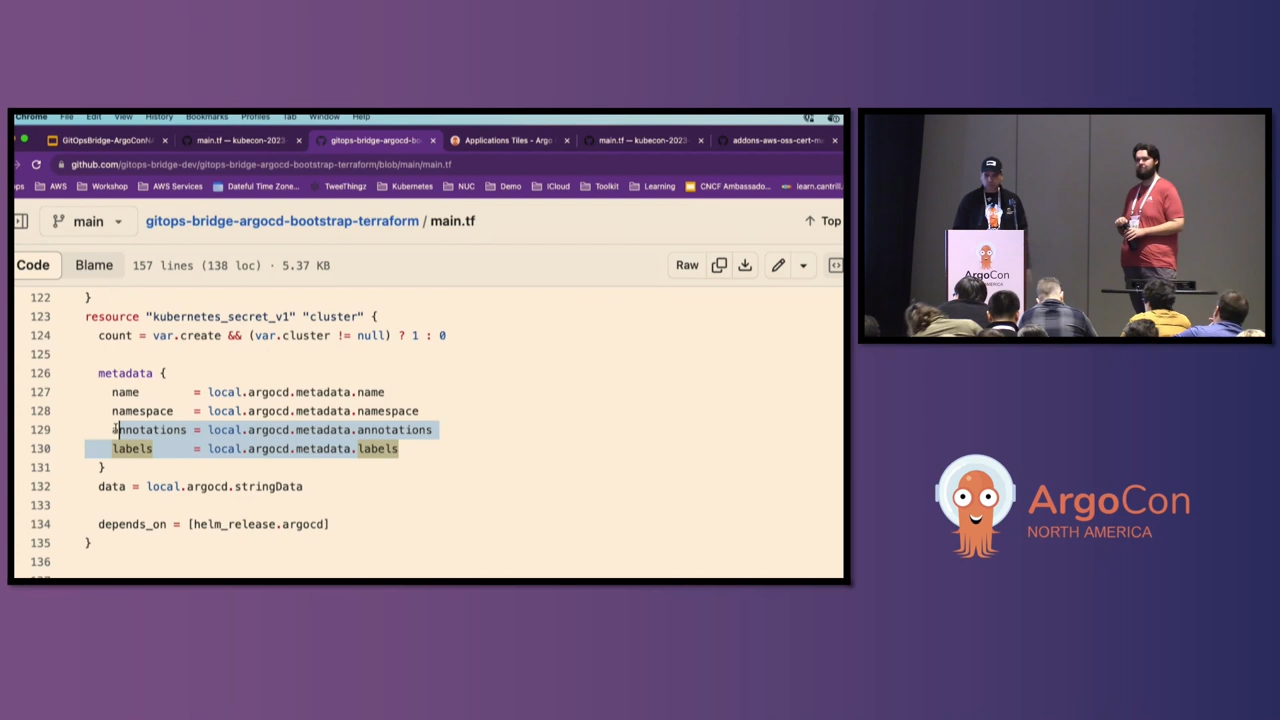 Chrome File Edit View History Bookmarks Profiles Tab Window Help
GitOpsBridge-ArgoConN
main.tf — kubecon-2023-
gitops-bridge-argocd-bo
Applications Tiles - Argo
main.tf — kubecon-2023-
addons-aws-oss-cert-m
github.com/gitops-bridge-dev/gitops-bridge-argocd-bootstrap-terraform/blob/main/main.tf
ps AWS Workshop AWS Services Dateful Time Zone... TweeThingz Kubernetes NUC Demo ICloud Toolkit Learning CNCF Ambassado... learn.cantrill.
main gitops-bridge-argocd-bootstrap-terraform / main.tf Top
Code Blame 157 lines (138 loc) · 5.37 KB Raw
122 }
123 resource "kubernetes_secret_v1" "cluster" {
124 count = var.create && (var.cluster != null) ? 1 : 0
125
126 metadata {
127 name = local.argocd.metadata.name
128 namespace = local.argocd.metadata.namespace
129 annotations = local.argocd.metadata.annotations
130 labels = local.argocd.metadata.labels
131 }
132 data = local.argocd.stringData
133
134 depends_on = [helm_release.argocd]
135 }
136
ArgoCon
ArgoCon
NORTH AMERICA